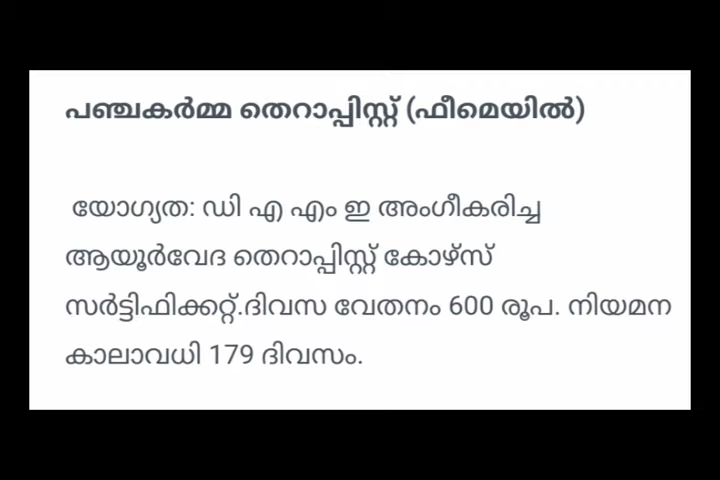 പഞ്ചകർമ്മ തെറാപ്പിസ്റ്റ് (ഫീമെയിൽ)
യോഗ്യത: ഡി എ എം ഇ അംഗീകരിച്ച
ആയൂർവേദ തെറാപ്പിസ്റ്റ് കോഴ്സ്
സർട്ടിഫിക്കറ്റ്.ദിവസ വേതനം 600 രൂപ. നിയമന
കാലാവധി 179 ദിവസം.